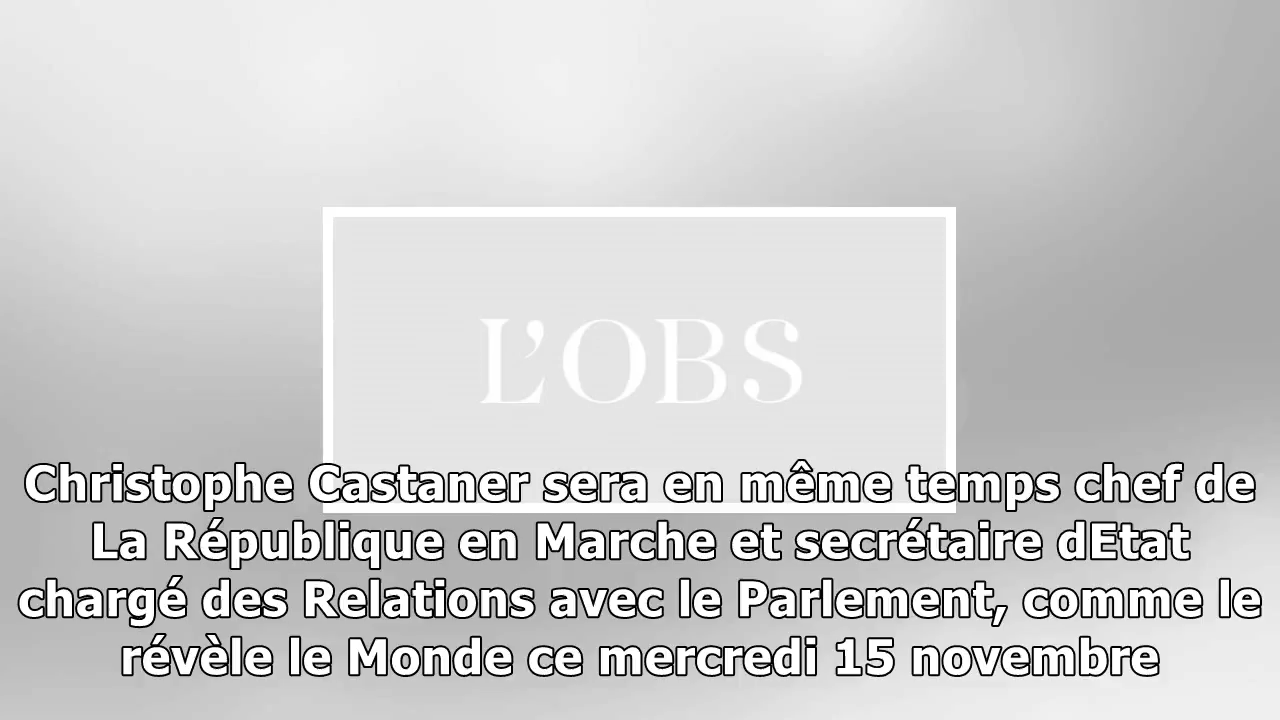 L'OBS
Christophe Castaner sera en même temps chef de
La République en Marche et secrétaire dEtat
chargé des Relations avec le Parlement, comme le
révèle le Monde ce mercredi 15 novembre